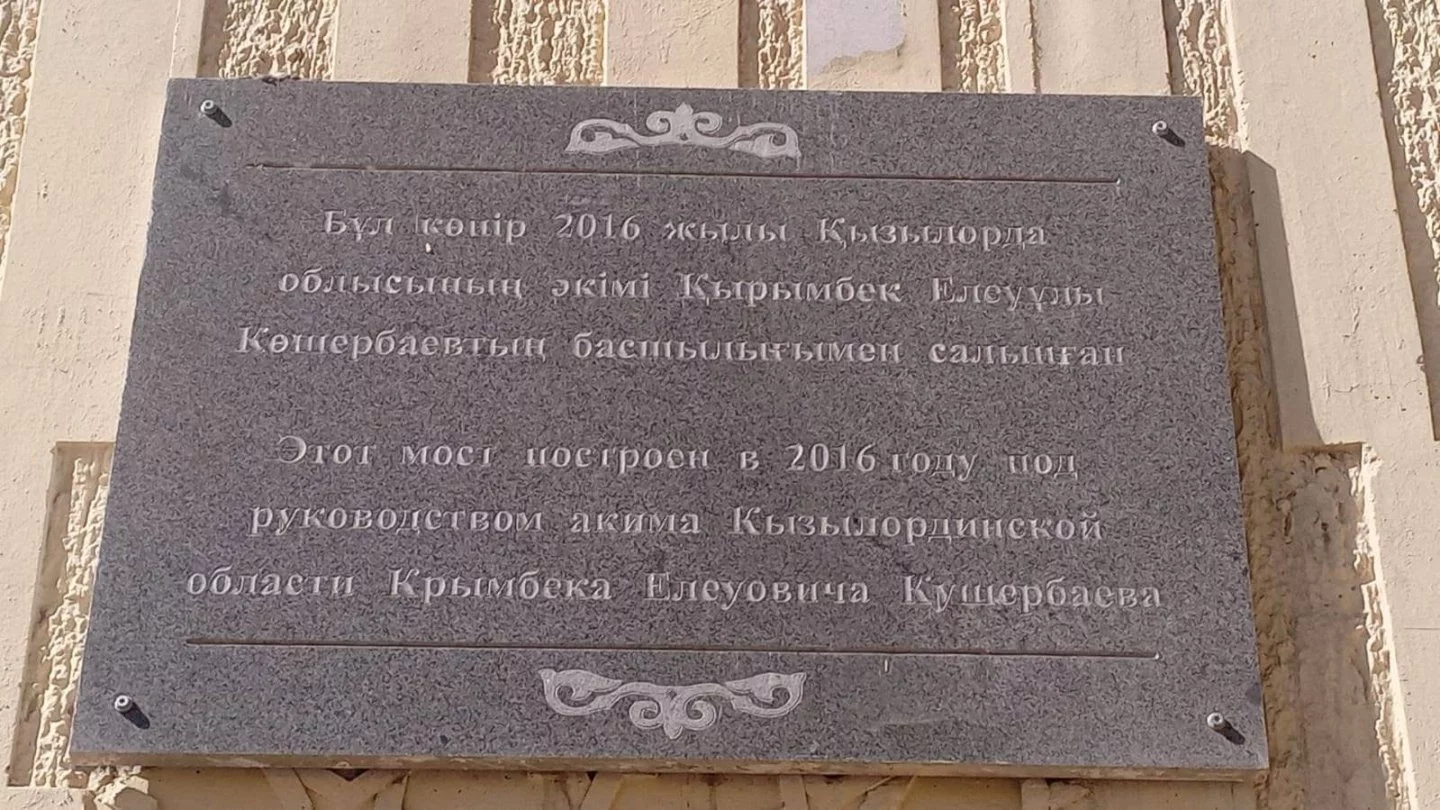 Бұл көпір 2016 жылы Қызылорда
облысының әкімі Қырымбек Елеуұлы
Көшербаевтың басшылығымен салынған
Этот мост построен в 2016 году под
руководством акима Кызылординской
области Крымбека Елеуовича Кушербаева